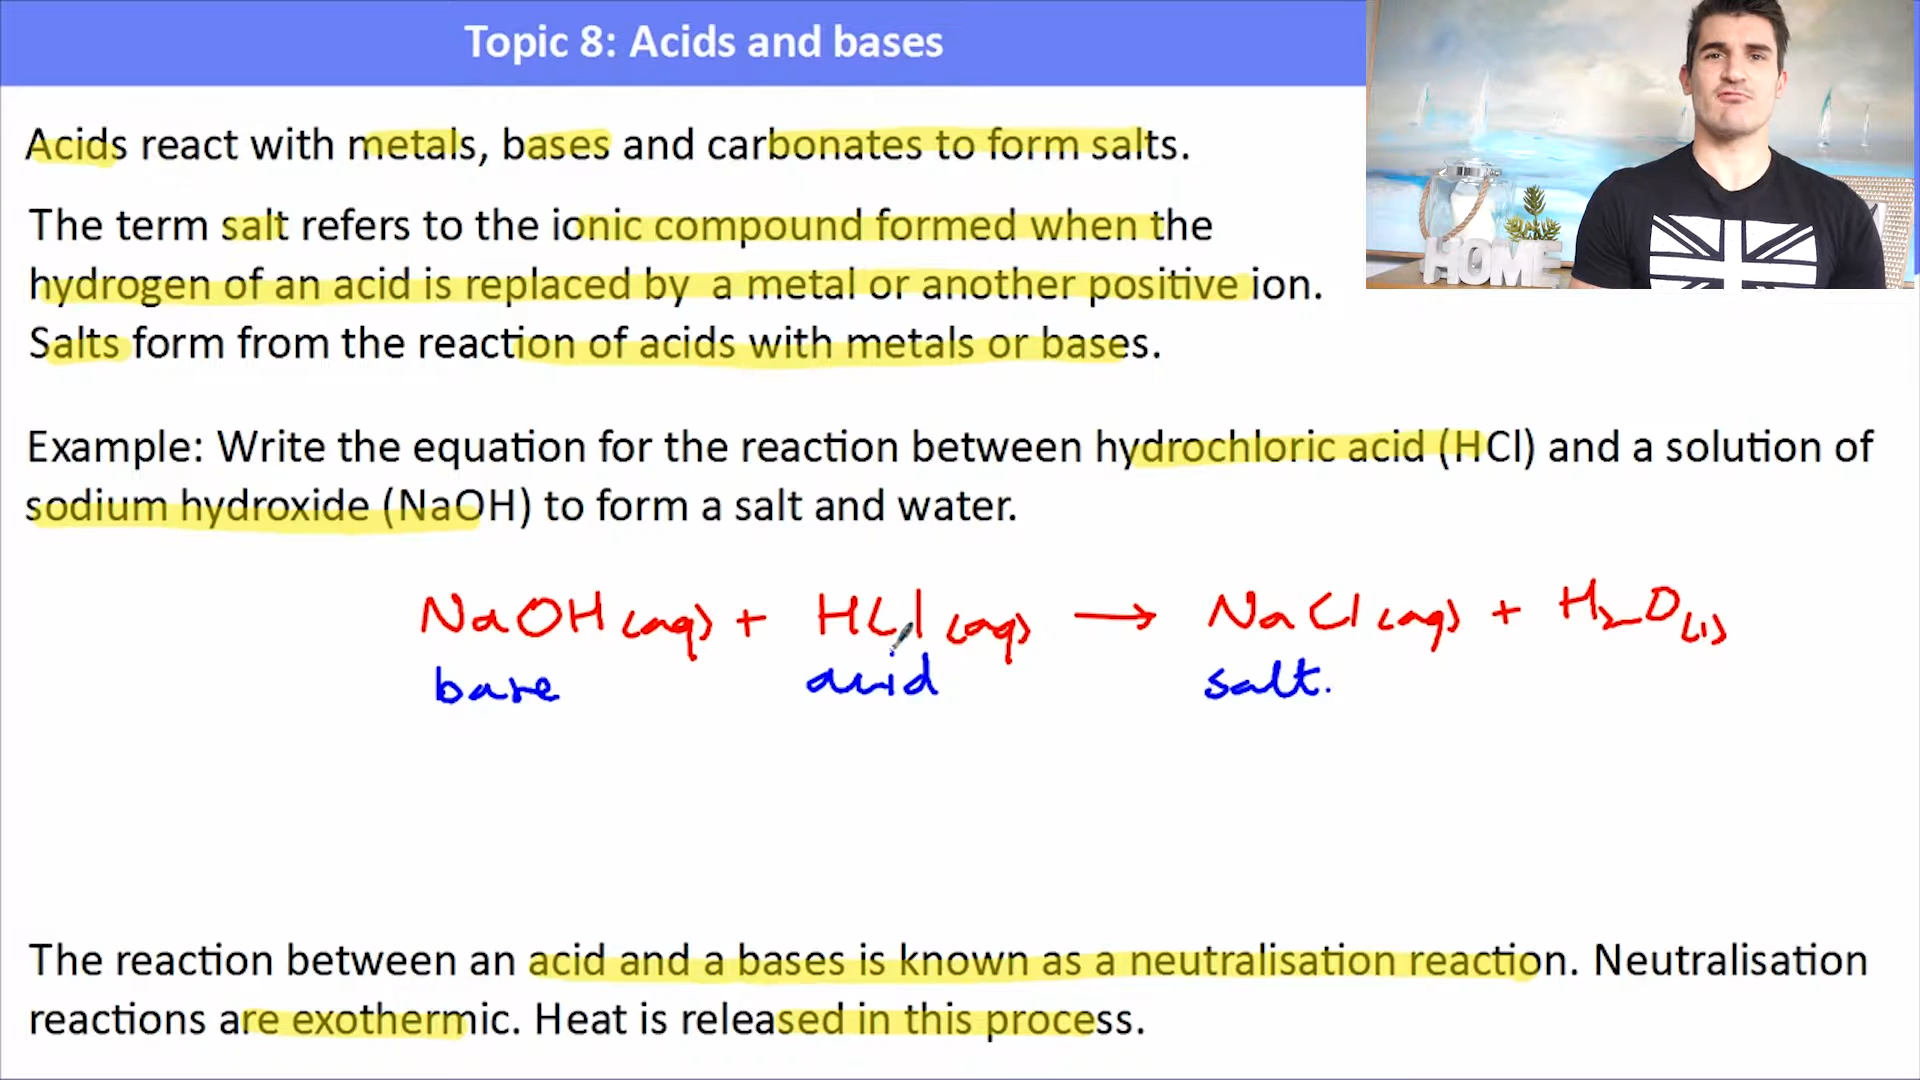 Topic 8: Acids and bases
Acids react with metals, bases and carbonates to form salts.
The term salt refers to the ionic compound formed when the
hydrogen of an acid is replaced by a metal or another positive ion.
Salts form from the reaction of acids with metals or bases.
HOME
Example: Write the equation for the reaction between hydrochloric acid (HCl) and a solution of
sodium hydroxide (NaOH) to form a salt and water.
NaOH (aq) + HCl (aq) → NaCl (aq) + H₂O (l)
base acid salt.
The reaction between an acid and a bases is known as a neutralisation reaction. Neutralisation
reactions are exothermic. Heat is released in this process.